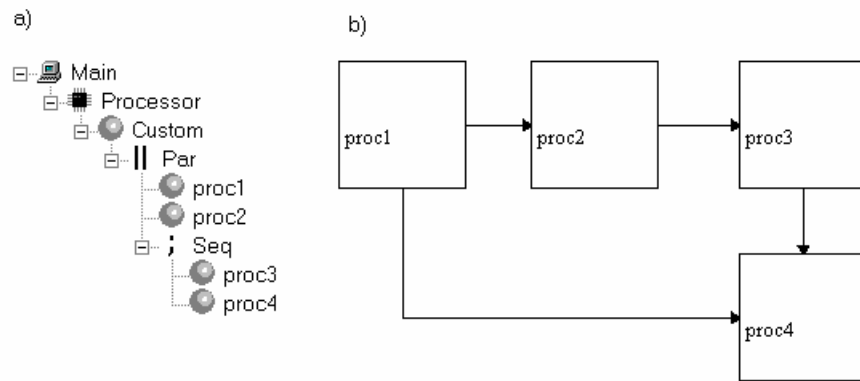 a)
Main
Processor
Custom
|| Par
proc1
proc2
; Seq
proc3
proc4
b)
proc1
proc2
proc3
proc4